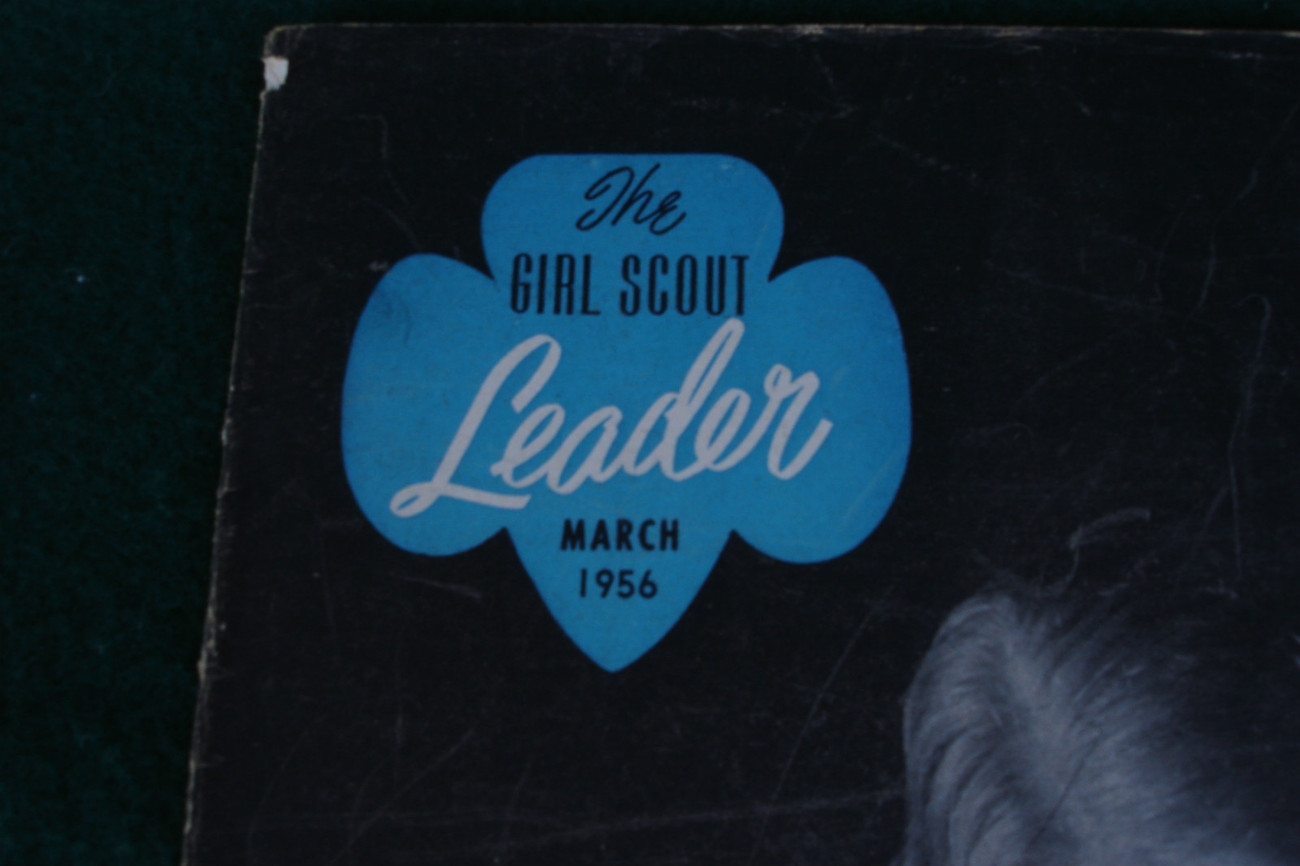 The
GIRL SCOUT
Leader
MARCH
1956